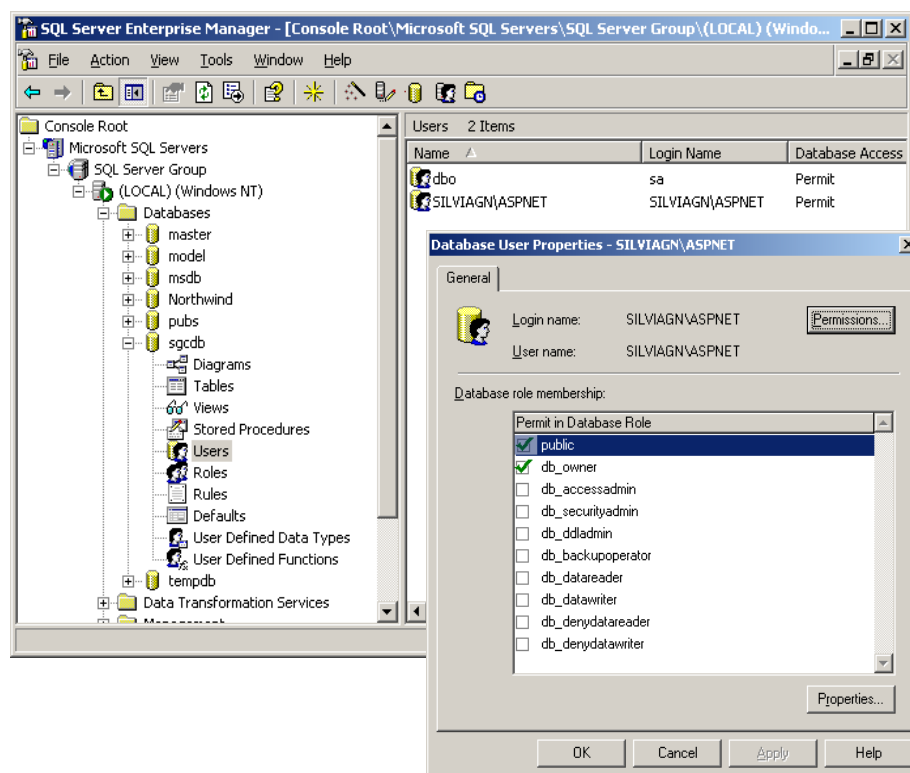 SQL Server Enterprise Manager - [Console Root\Microsoft SQL Servers\SQL Server Group\(LOCAL) (Windo...
File Action View Tools Window Help
Console Root
Microsoft SQL Servers
SQL Server Group
(LOCAL) (Windows NT)
Databases
master
model
msdb
Northwind
pubs
sgcdb
Diagrams
Tables
Views
Stored Procedures
Users
Roles
Rules
Defaults
User Defined Data Types
User Defined Functions
tempdb
Data Transformation Services
Management
Users 2 Items
Name Login Name Database Access
dbo sa Permit
SILVIAGN\ASPNET SILVIAGN\ASPNET Permit
Database User Properties - SILVIAGN\ASPNET
General
Login name: SILVIAGN\ASPNET Permissions...
User name: SILVIAGN\ASPNET
Database role membership:
Permit in Database Role
public
db_owner
db_accessadmin
db_securityadmin
db_ddladmin
db_backupoperator
db_datareader
db_datawriter
db_denydatareader
db_denydatawriter
Properties...
OK Cancel Apply Help